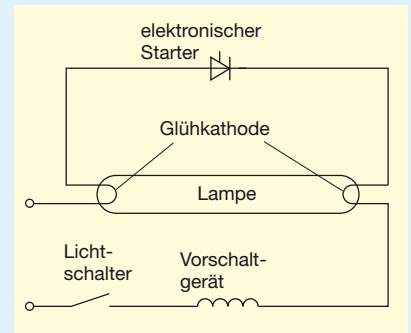 elektronischer
Starter
Glühkathode
Lampe
Licht-
schalter
Vorschalt-
gerät